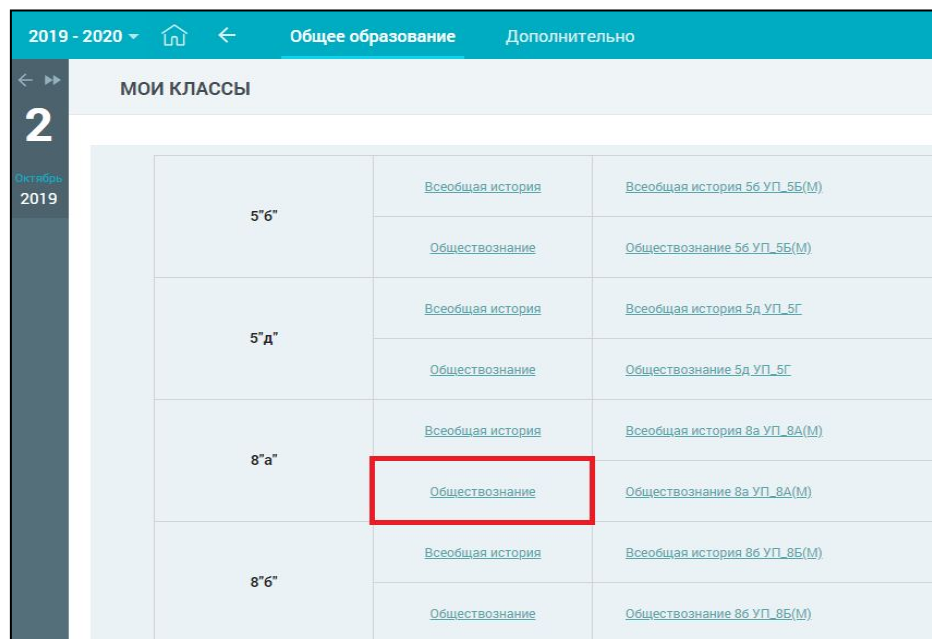 2019 - 2020 Общее образование Дополнительно
МОИ КЛАССЫ
2
Октябрь
2019
5"б"
Всеобщая история Всеобщая история 5б УП_5Б(М)
Обществознание Обществознание 5б УП_5Б(М)
5"д"
Всеобщая история Всеобщая история 5д УП_5Г
Обществознание Обществознание 5д УП_5Г
8"а"
Всеобщая история Всеобщая история 8а УП_8А(М)
Обществознание Обществознание 8а УП_8А(М)
8"б"
Всеобщая история Всеобщая история 8б УП_8Б(М)
Обществознание Обществознание 8б УП_8Б(М)